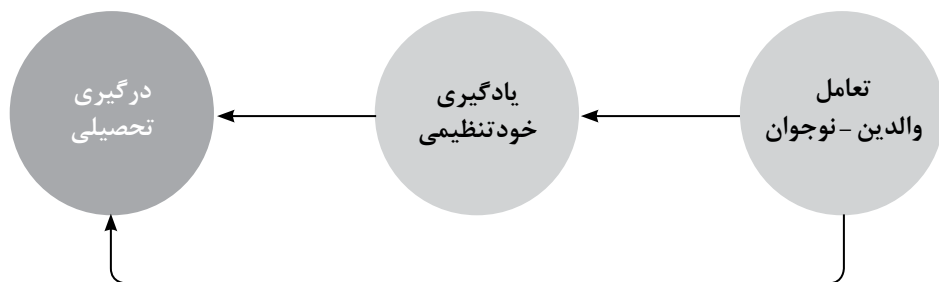 تعامل
والدین - نوجوان
یادگیری
خودتنظیمی
درگیری
تحصیلی